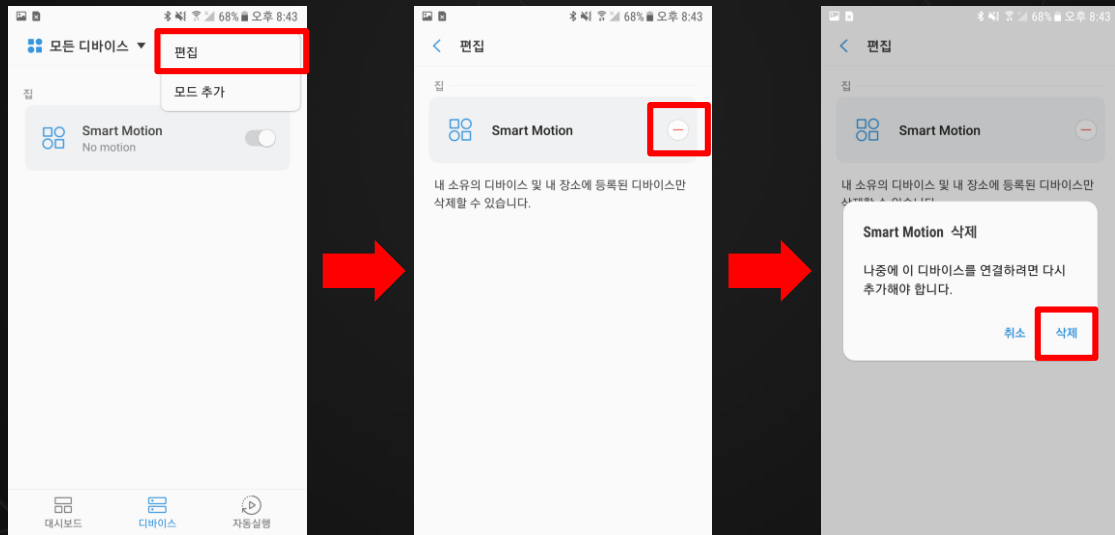 68% 오후 8:43
모든 디바이스
편집
모드 추가
집
Smart Motion
No motion
대시보드
디바이스
자동실행
68% 오후 8:43
편집
집
Smart Motion
내 소유의 디바이스 및 내 장소에 등록된 디바이스만
삭제할 수 있습니다.
68% 오후 8:43
편집
집
Smart Motion
내 소유의 디바이스 및 내 장소에 등록된 디바이스만
Smart Motion 삭제
나중에 이 디바이스를 연결하려면 다시
추가해야 합니다.
취소 삭제